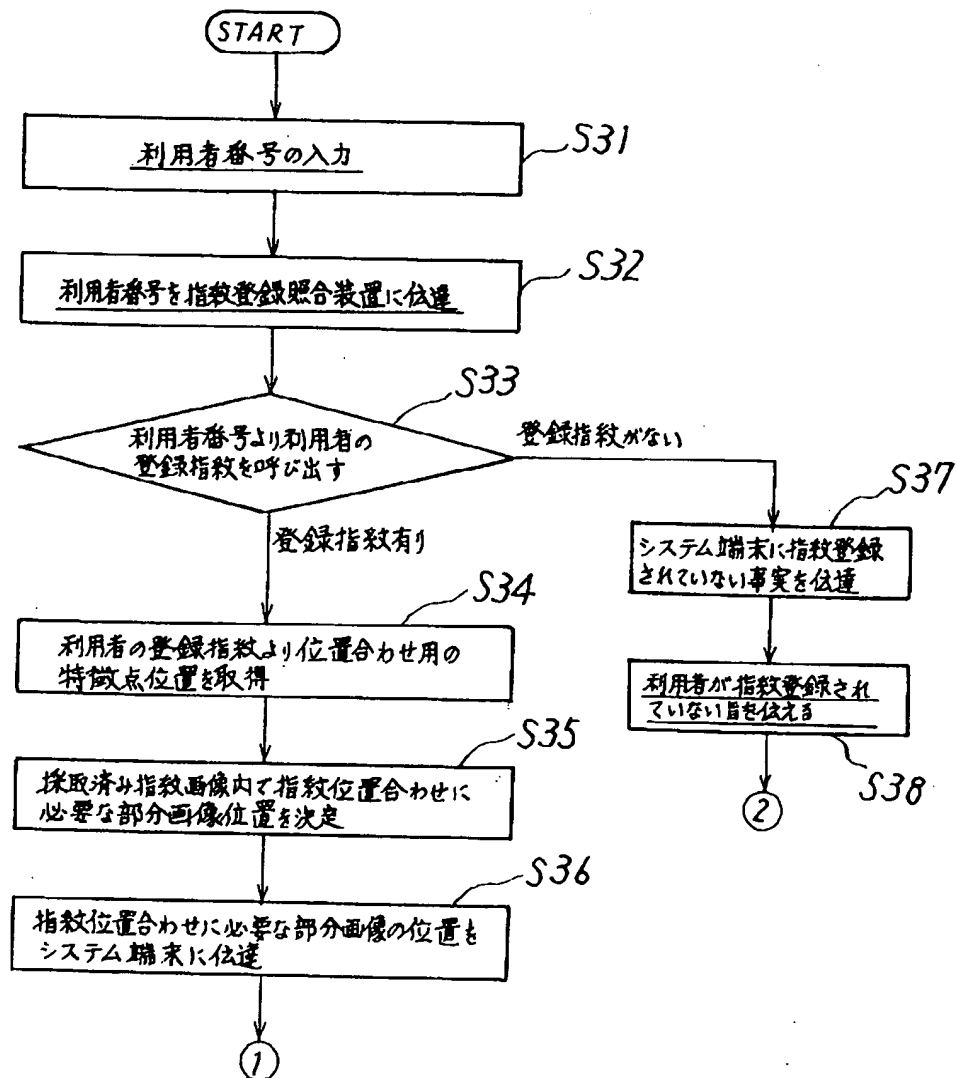 START
利用者番号の入力
S31
利用者番号を指紋登録照合装置に伝達
S32
利用者番号より利用者の
登録指紋を呼び出す
S33
登録指紋がない
登録指紋有り
S37
システム端末に指紋登録
されていない事実を伝達
利用者が指紋登録され
ていない旨を伝える
S38
2
利用者の登録指紋より位置合わせ用の
特徴点位置を取得
S34
採取済み指紋画像内で指紋位置合わせに
必要な部分画像位置を決定
S35
指紋位置合わせに必要な部分画像の位置を
システム端末に伝達
S36
1